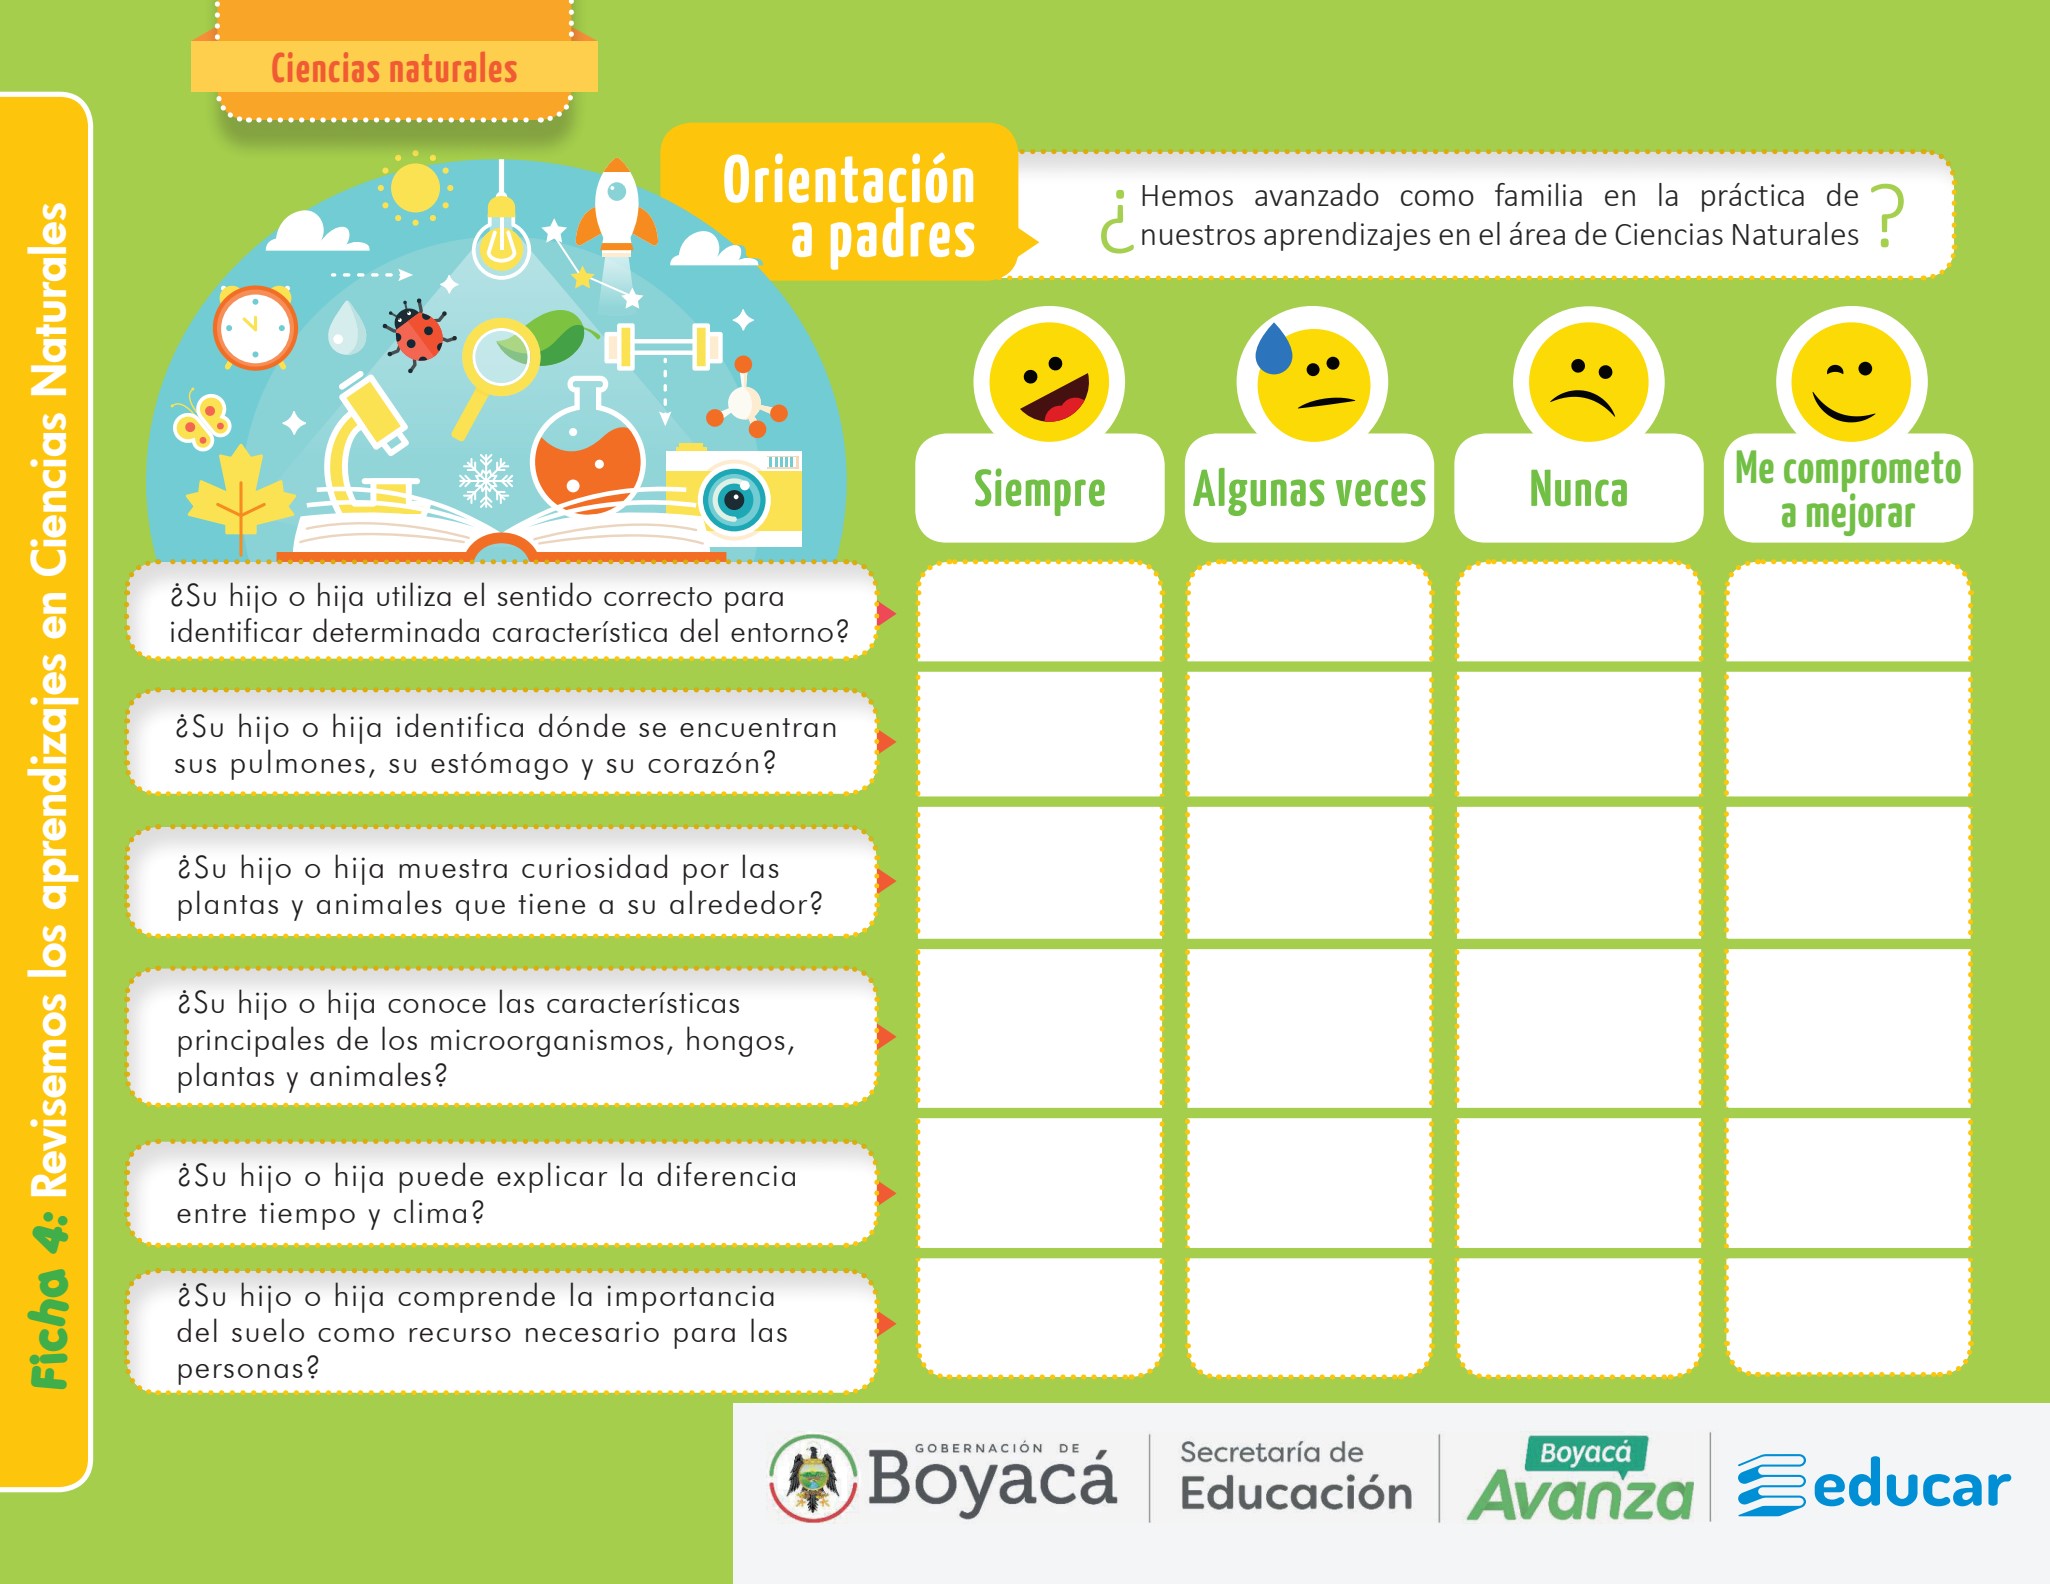 Ciencias naturales
Ficha 4: Revisemos los aprendizajes en Ciencias Naturales
Orientación
a padres
¿Hemos avanzado como familia en la práctica de
nuestros aprendizajes en el área de Ciencias Naturales?
Siempre
Algunas veces
Nunca
Me comprometo
a mejorar
¿Su hijo o hija utiliza el sentido correcto para
identificar determinada característica del entorno?
¿Su hijo o hija identifica dónde se encuentran
sus pulmones, su estómago y su corazón?
¿Su hijo o hija muestra curiosidad por las
plantas y animales que tiene a su alrededor?
¿Su hijo o hija conoce las características
principales de los microorganismos, hongos,
plantas y animales?
¿Su hijo o hija puede explicar la diferencia
entre tiempo y clima?
¿Su hijo o hija comprende la importancia
del suelo como recurso necesario para las
personas?
GOBERNACIÓN DE
Boyacá
Secretaría de
Educación
Boyacá
Avanza
educar